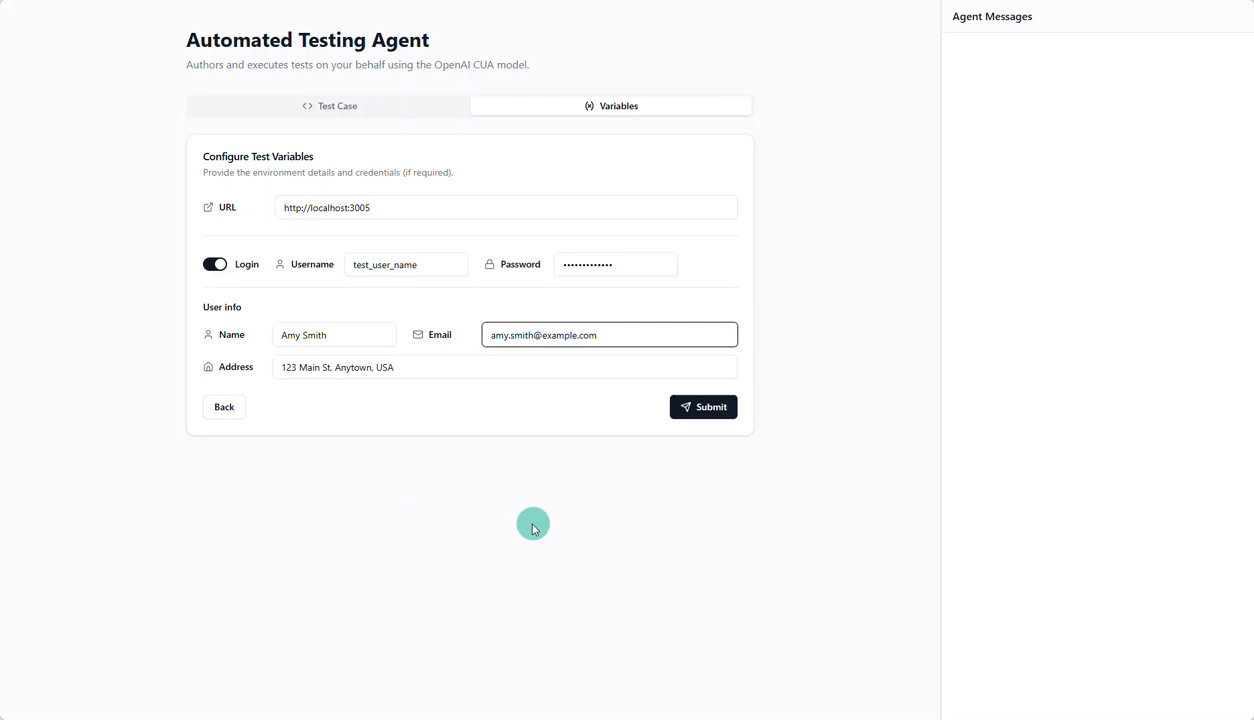 Automated Testing Agent
Authors and executes tests on your behalf using the OpenAI CUA model.
Test Case
Variables
Configure Test Variables
Provide the environment details and credentials (if required).
URL http://localhost:3005
Login Username test_user_name Password •••••••••••••
User info
Name Amy Smith Email amy.smith@example.com
Address 123 Main St, Anytown, USA
Back Submit
Agent Messages